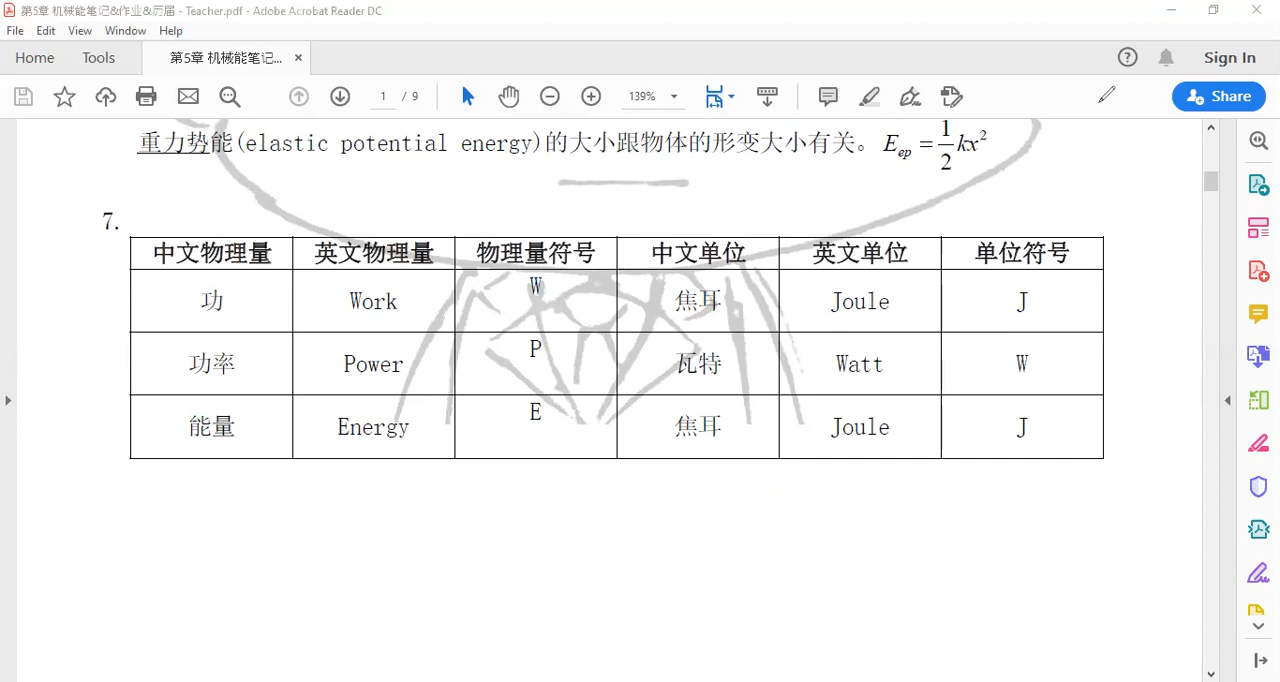 第5章 机械能笔记&作业&历届 - Teacher.pdf - Adobe Acrobat Reader DC
File Edit View Window Help
Home Tools 第5章 机械能笔记... × Sign In
1 / 9 139% Share
重力势能(elastic potential energy)的大小跟物体的形变大小有关。 E_ep = 1/2 kx²
7.
中文物理量 英文物理量 物理量符号 中文单位 英文单位 单位符号
功 Work W 焦耳 Joule J
功率 Power P 瓦特 Watt W
能量 Energy E 焦耳 Joule J